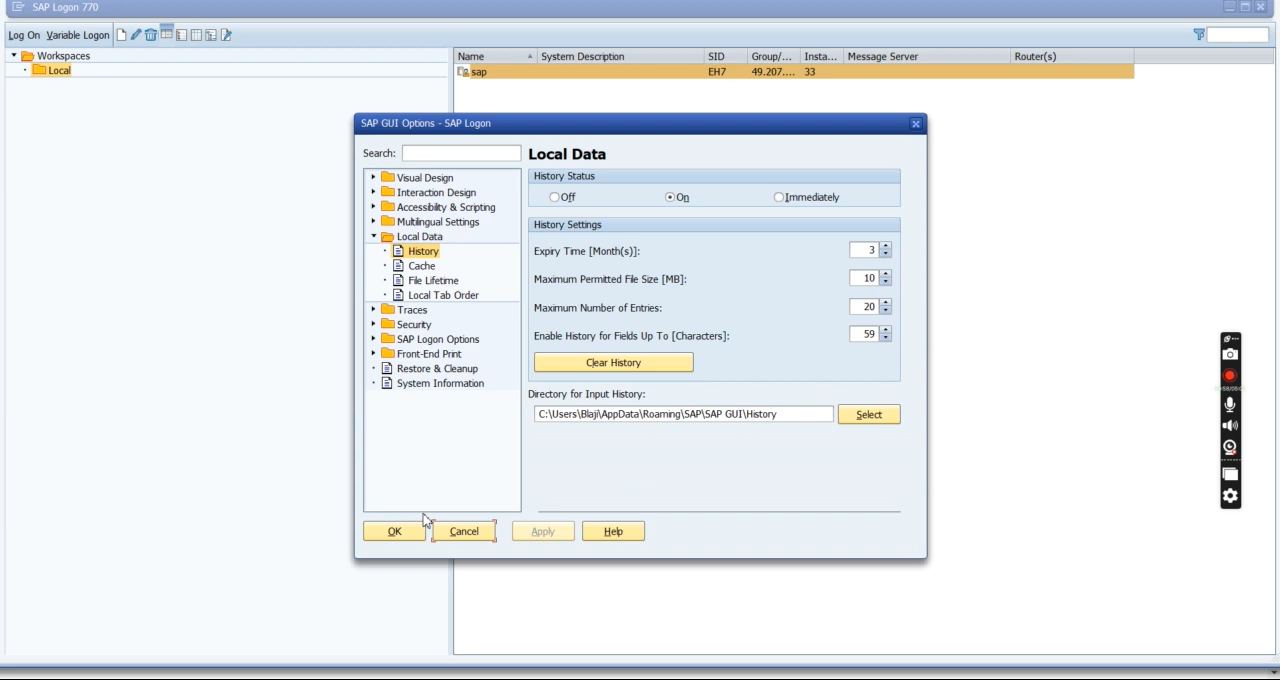 SAP Logon 770
Log On Variable Logon
Workspaces
Local
Name System Description SID Group/... Insta... Message Server Router(s)
sap EH7 49.207.... 33
SAP GUI Options - SAP Logon
Search:
Visual Design
Interaction Design
Accessibility & Scripting
Multilingual Settings
Local Data
History
Cache
File Lifetime
Local Tab Order
Traces
Security
SAP Logon Options
Front-End Print
Restore & Cleanup
System Information
Local Data
History Status
Off On Immediately
History Settings
Expiry Time [Month(s)]: 3
Maximum Permitted File Size [MB]: 10
Maximum Number of Entries: 20
Enable History for Fields Up To [Characters]: 59
Clear History
Directory for Input History:
C:\Users\Blaji\AppData\Roaming\SAP\SAP GUI\History Select
OK Cancel Apply Help